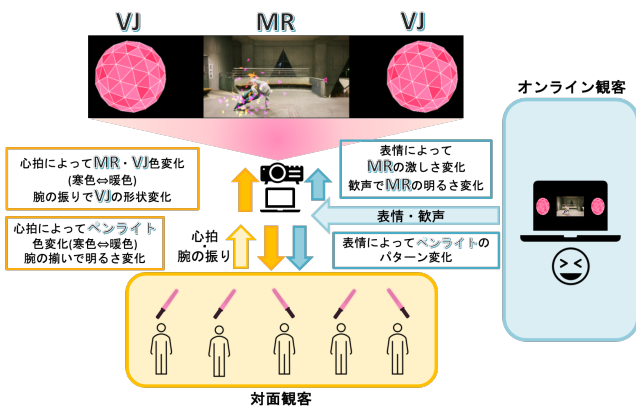 VJ
MR
VJ
オンライン観客
心拍によってMR・VJ色変化
(寒色⇔暖色)
腕の振りでVJの形状変化
表情によって
MRの激しさ変化
歓声でMRの明るさ変化
表情・歓声
心拍によってペンライト
色変化(寒色⇔暖色)
腕の揃いで明るさ変化
心拍
・
腕の振り
表情によってペンライトの
パターン変化
対面観客